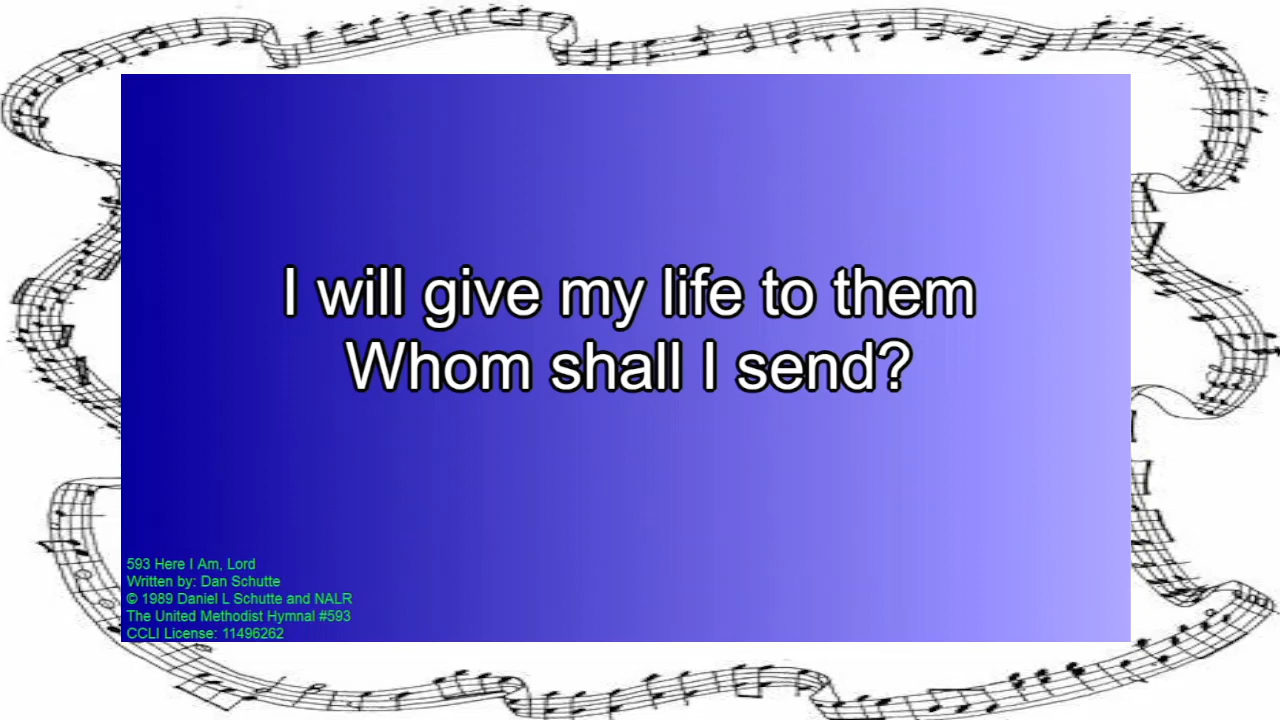 I will give my life to them
Whom shall I send?
593 Here I Am, Lord
Written by: Dan Schutte
© 1989 Daniel L Schutte and NALR
The United Methodist Hymnal #593
CCLI License: 11496262